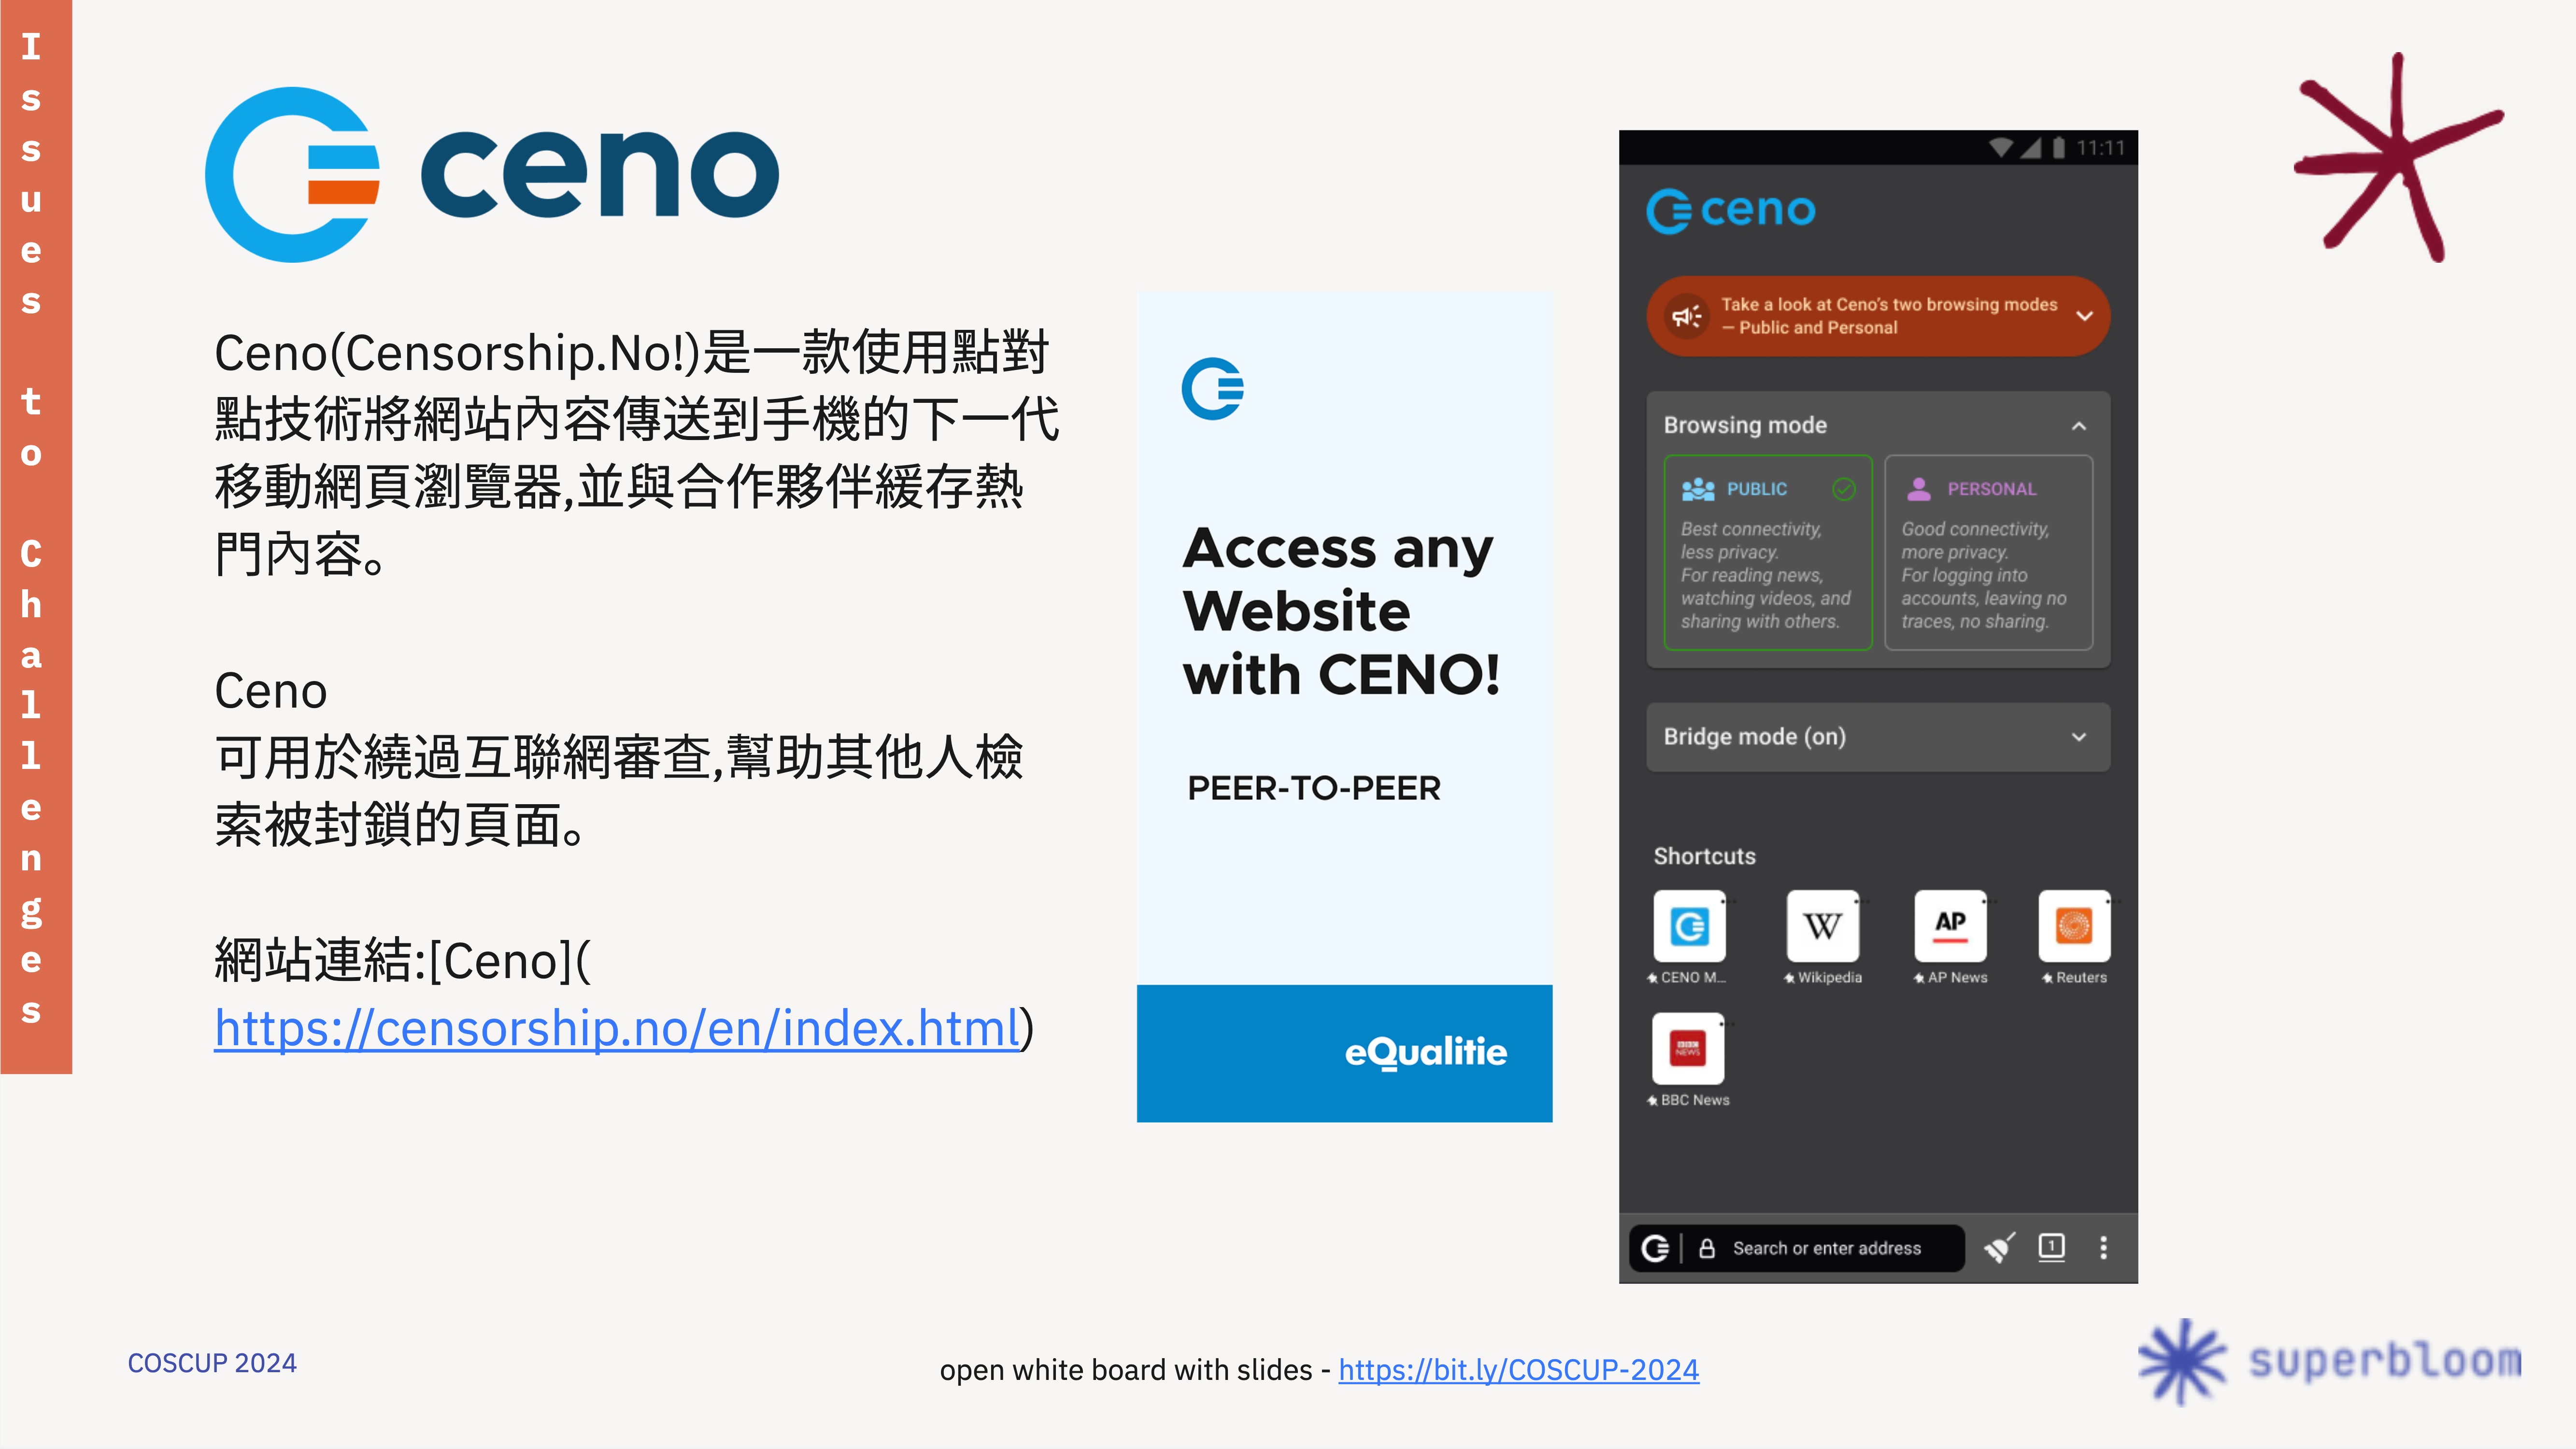 Issues to Challenges
ceno
Ceno(Censorship.No!)是一款使用點對
點技術將網站內容傳送到手機的下一代
移動網頁瀏覽器,並與合作夥伴緩存熱
門內容。
Ceno
可用於繞過互聯網審查,幫助其他人檢
索被封鎖的頁面。
網站連結:[Ceno](
https://censorship.no/en/index.html)
Access any
Website
with CENO!
PEER-TO-PEER
eQualitie
11:11
ceno
Take a look at Ceno's two browsing modes
– Public and Personal
Browsing mode
PUBLIC
Best connectivity,
less privacy.
For reading news,
watching videos, and
sharing with others.
PERSONAL
Good connectivity,
more privacy.
For logging into
accounts, leaving no
traces, no sharing.
Bridge mode (on)
Shortcuts
W
AP
CENO M...
Wikipedia
AP News
Reuters
BBC
NEWS
BBC News
Search or enter address
1
COSCUP 2024
open white board with slides - https://bit.ly/COSCUP-2024
superbloom